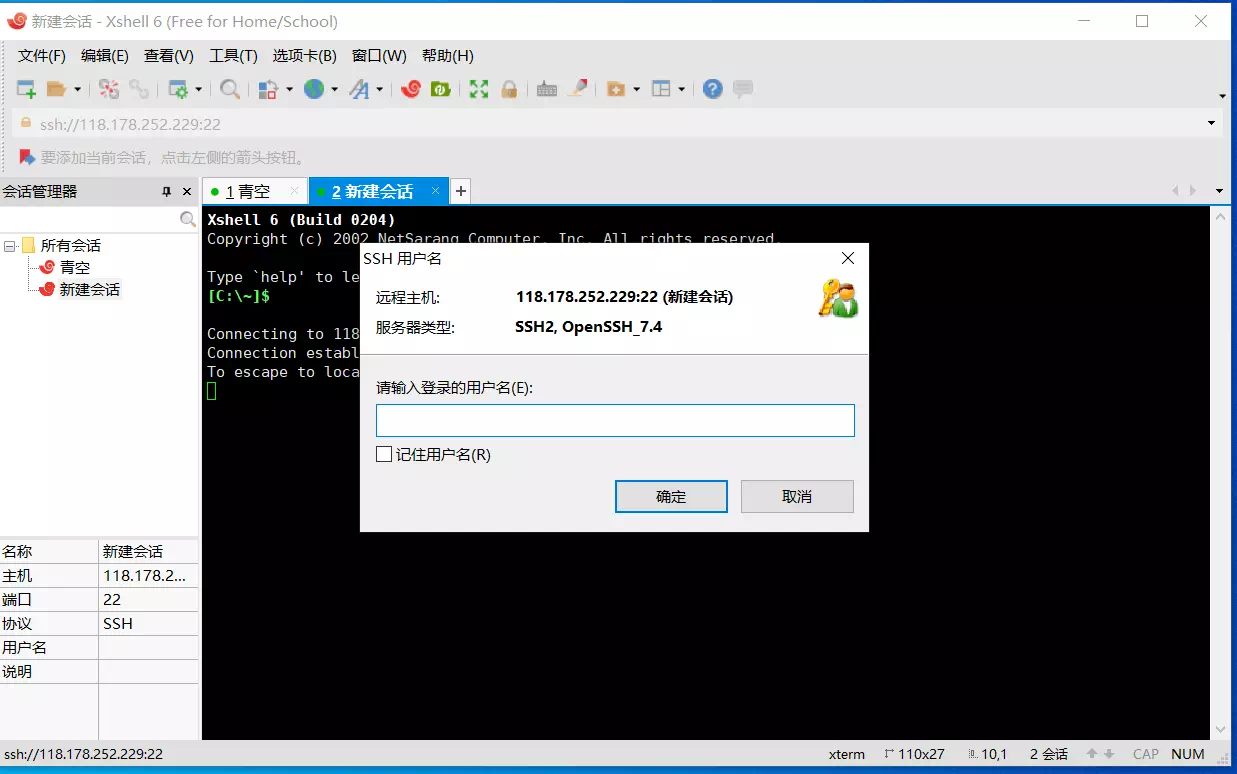 新建会话 - Xshell 6 (Free for Home/School)
文件(F) 编辑(E) 查看(V) 工具(T) 选项卡(B) 窗口(W) 帮助(H)
ssh://118.178.252.229:22
要添加当前会话，点击左侧的箭头按钮。
会话管理器
1 青空
2 新建会话
所有会话
青空
新建会话
Xshell 6 (Build 0204)
Copyright (c) 2002 NetSarang Computer, Inc. All rights reserved.
Type `help' to le
[C:\~]$
Connecting to 118
Connection establ
To escape to loca
SSH 用户名
远程主机: 118.178.252.229:22 (新建会话)
服务器类型: SSH2, OpenSSH_7.4
请输入登录的用户名(E):
记住用户名(R)
确定 取消
名称 新建会话
主机 118.178.2...
端口 22
协议 SSH
用户名
说明
ssh://118.178.252.229:22 xterm 110x27 10,1 2 会话 CAP NUM